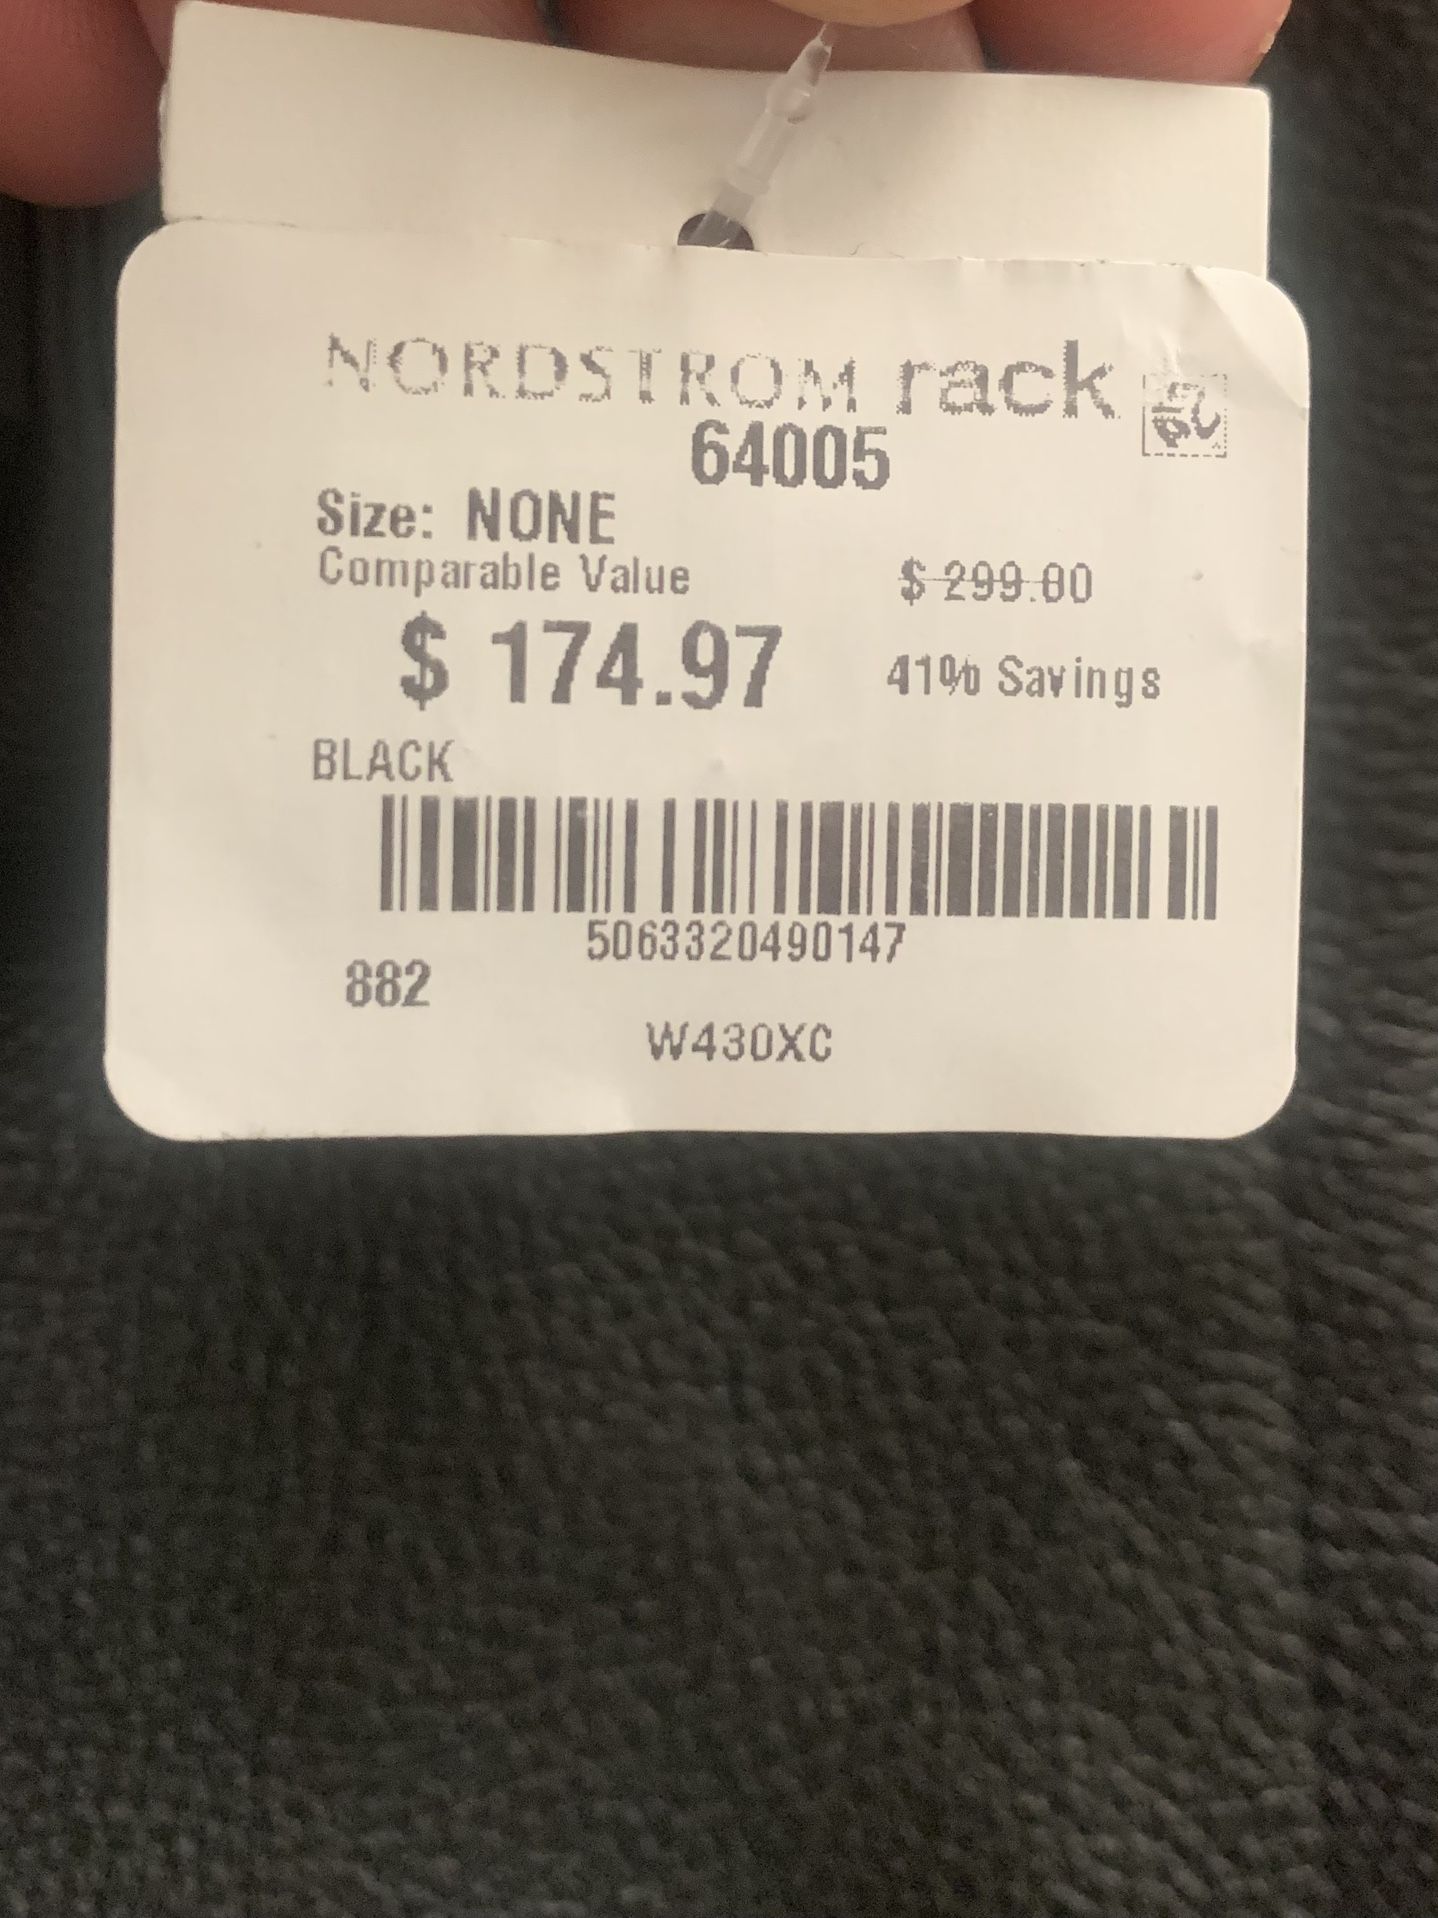 NORDSTROM rack
64005
Size: NONE
Comparable Value $ 299.00
$ 174.97 41% Savings
BLACK
5063320490147
882
W430XC